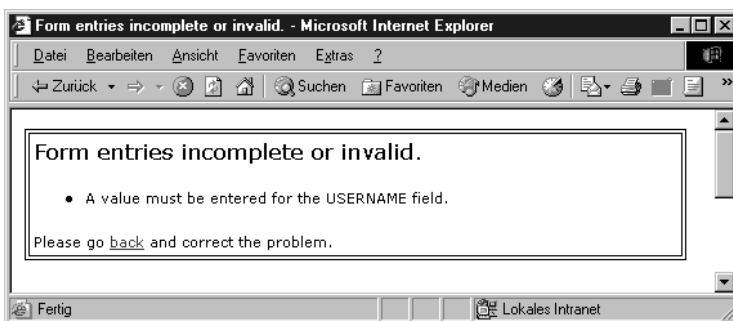 Form entries incomplete or invalid. - Microsoft Internet Explorer
Datei Bearbeiten Ansicht Favoriten Extras ?
Zurück Suchen Favoriten Medien »
Form entries incomplete or invalid.
• A value must be entered for the USERNAME field.
Please go back and correct the problem.
Fertig Lokales Intranet